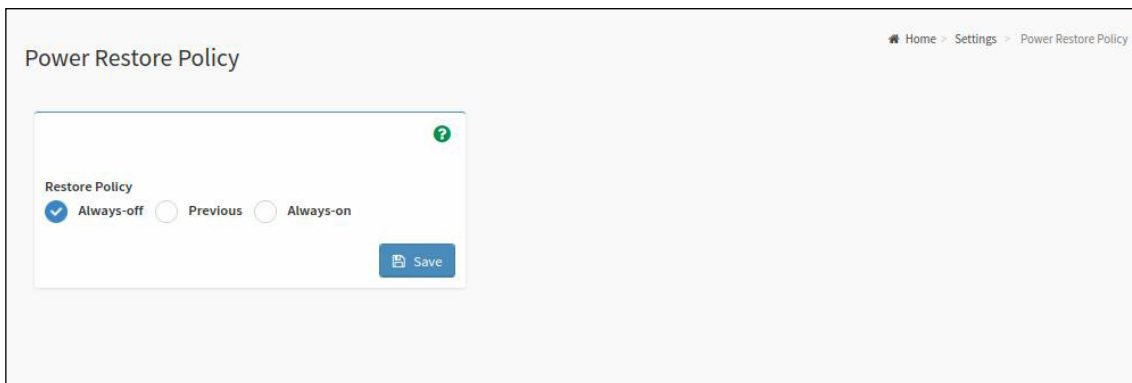 Home > Settings > Power Restore Policy
Power Restore Policy
?
Restore Policy
Always-off Previous Always-on
Save